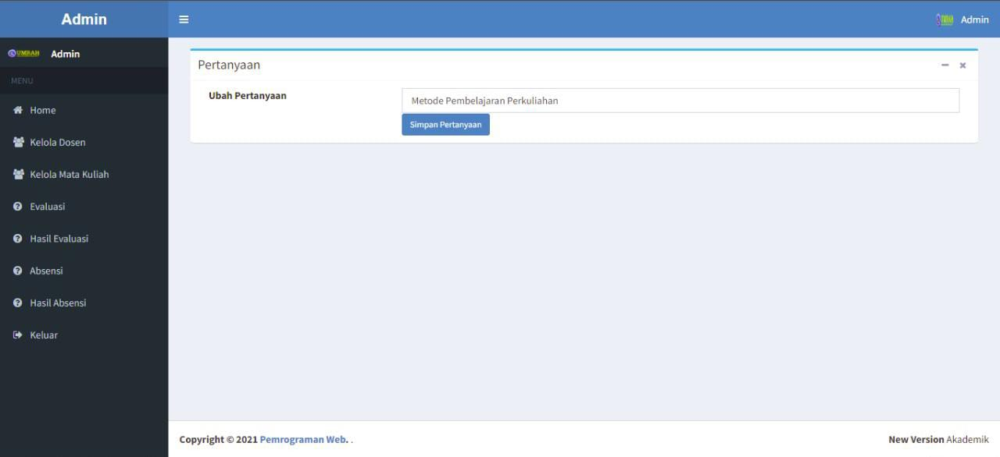 Admin
Admin
UMRAH Admin
MENU
Home
Kelola Dosen
Kelola Mata Kuliah
Evaluasi
Hasil Evaluasi
Absensi
Hasil Absensi
Keluar
Pertanyaan
Ubah Pertanyaan
Metode Pembelajaran Perkuliahan
Simpan Pertanyaan
Copyright © 2021 Pemrograman Web. .
New Version Akademik